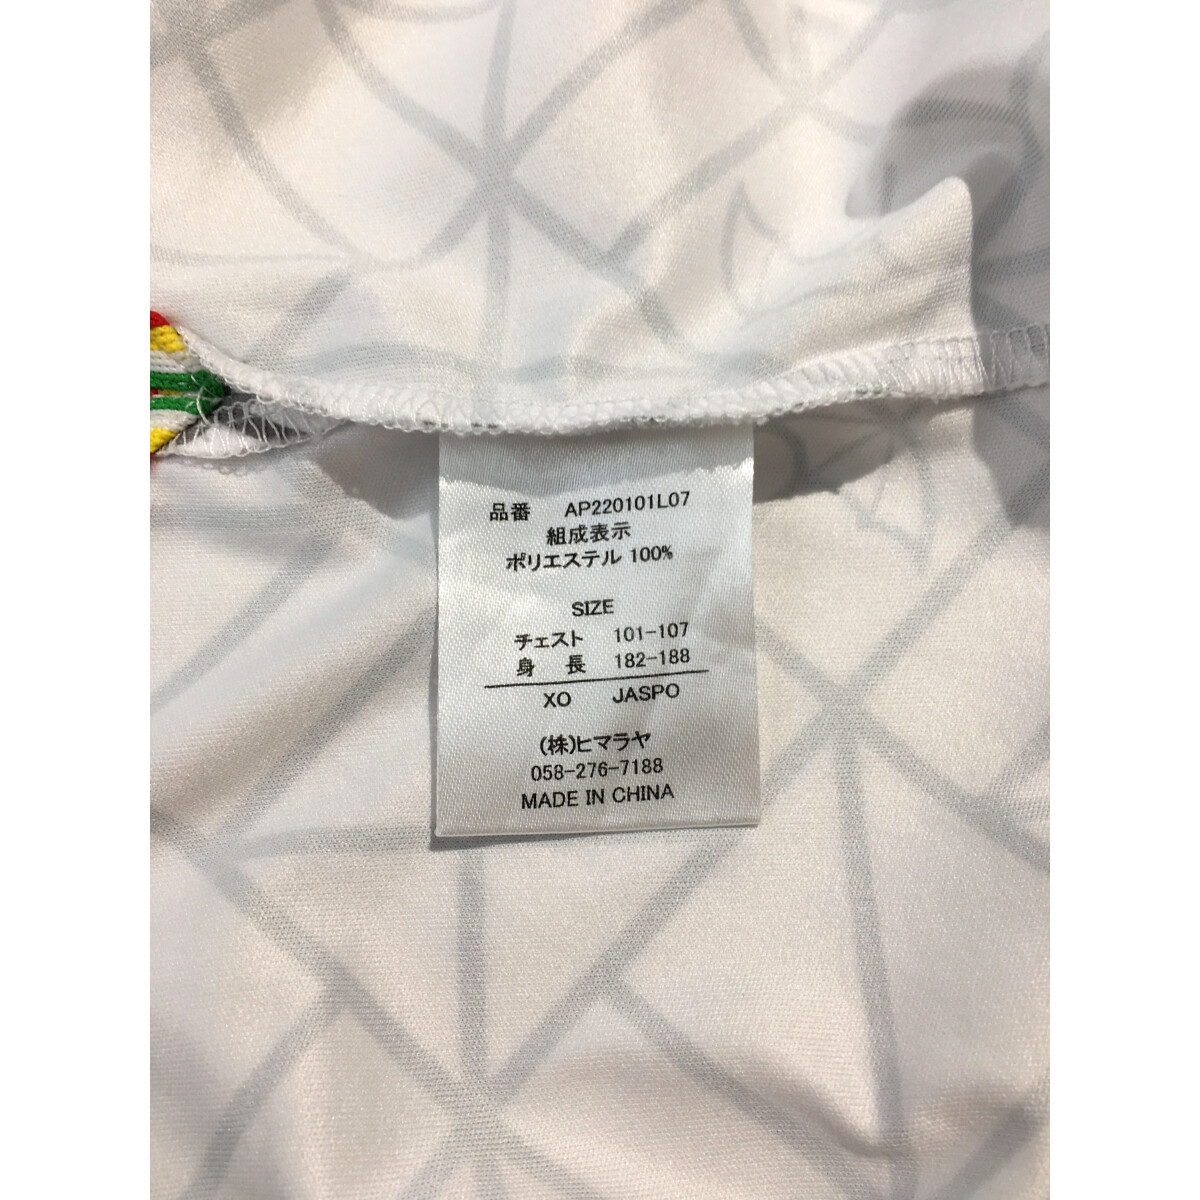 品番 AP220101L07
組成表示
ポリエステル 100%
SIZE
チェスト 101-107
身 長 182-188
XO JASPO
(株)ヒマラヤ
058-276-7188
MADE IN CHINA